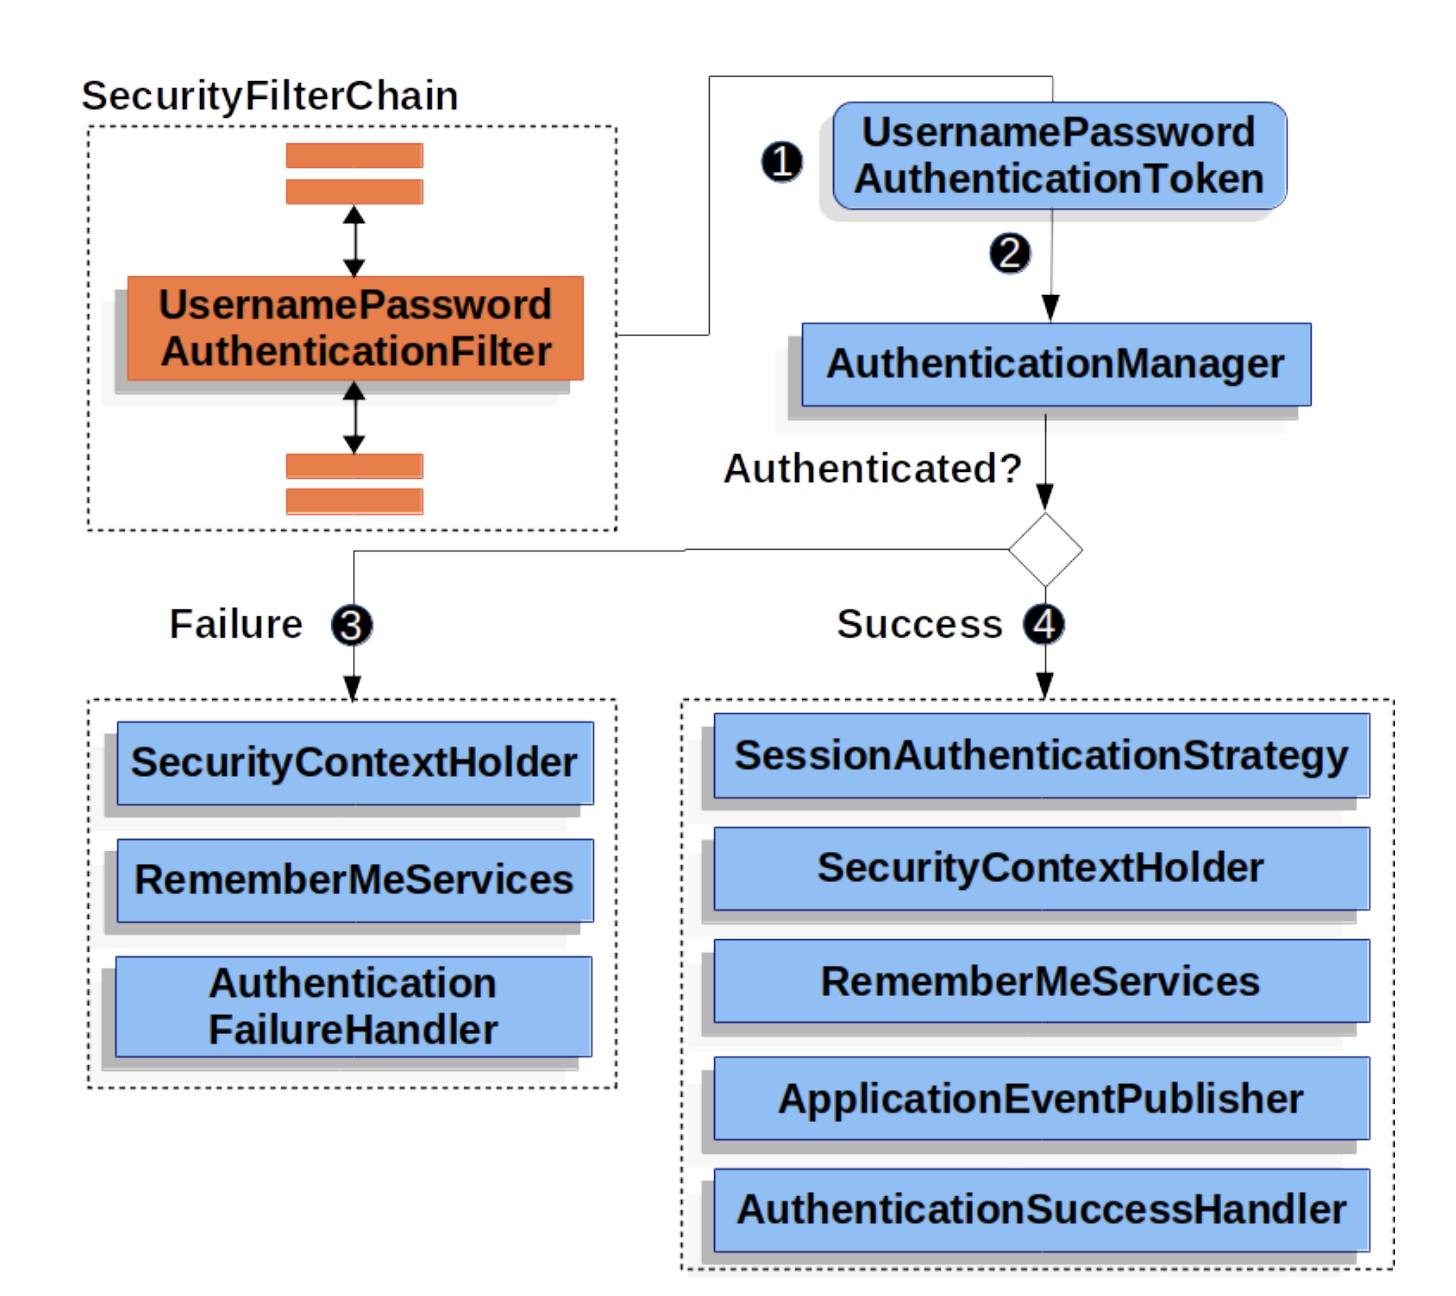 SecurityFilterChain
UsernamePassword
AuthenticationFilter
1
UsernamePassword
AuthenticationToken
2
AuthenticationManager
Authenticated?
Failure 3
Success 4
SecurityContextHolder
RememberMeServices
Authentication
FailureHandler
SessionAuthenticationStrategy
SecurityContextHolder
RememberMeServices
ApplicationEventPublisher
AuthenticationSuccessHandler